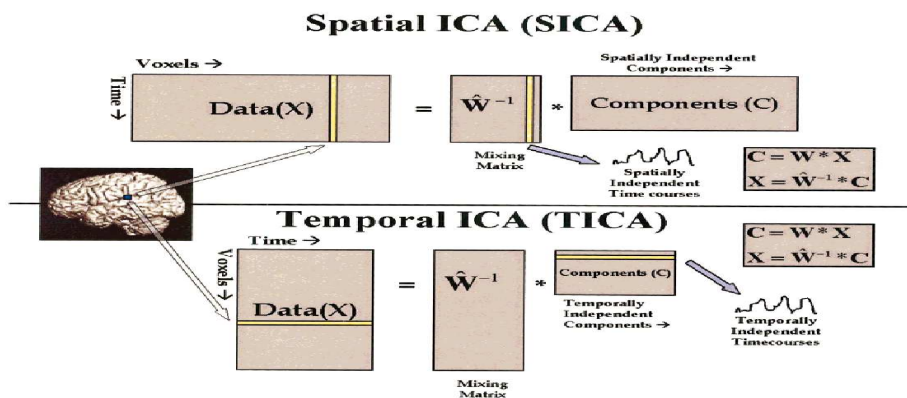 Spatial ICA (SICA)
Voxels →
Time →
Data(X)
=
Ŵ⁻¹
*
Spatially Independent
Components →
Components (C)
Mixing
Matrix
Spatially
Independent
Time courses
C = W * X
X = Ŵ⁻¹ * C
Temporal ICA (TICA)
Time →
Voxels →
Data(X)
=
Ŵ⁻¹
*
Components (C)
Temporally
Independent
Components →
Mixing
Matrix
Temporally
Independent
Timecourses
C = W * X
X = Ŵ⁻¹ * C